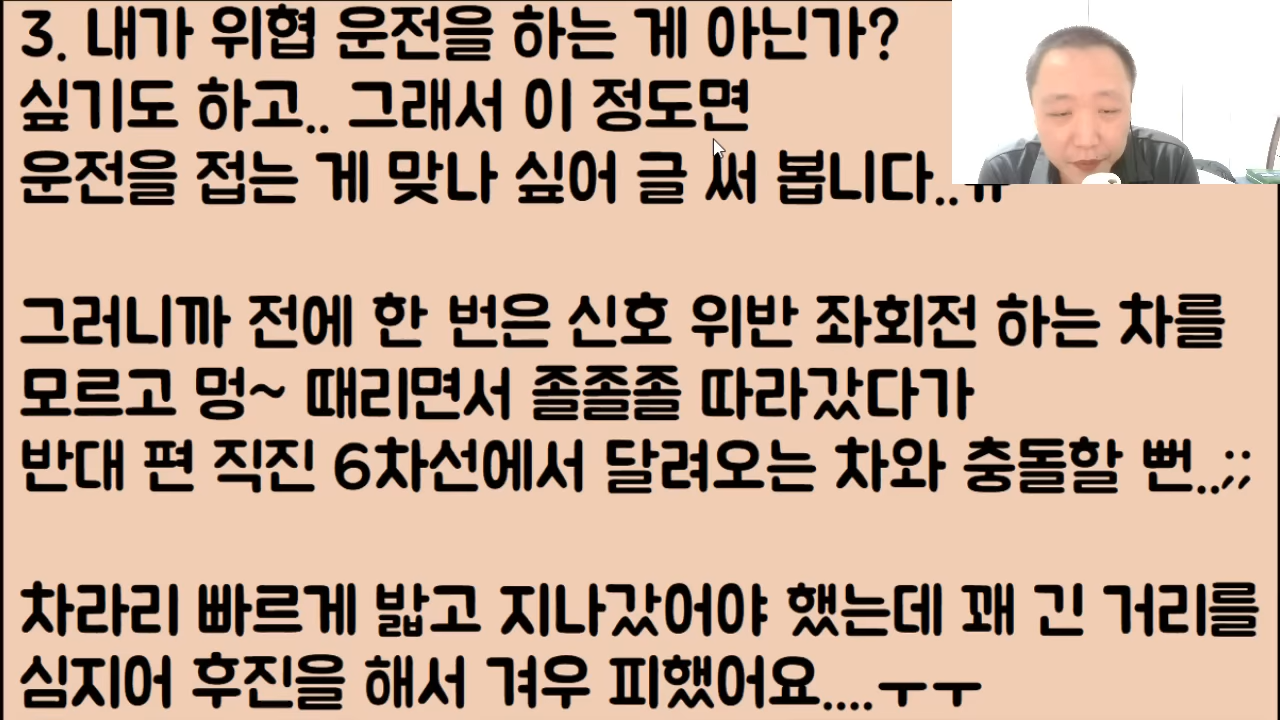 3. 내가 위협 운전을 하는 게 아닌가?
싶기도 하고.. 그래서 이 정도면
운전을 접는 게 맞나 싶어 글 써 봅니다..ㅠ
그러니까 전에 한 번은 신호 위반 좌회전 하는 차를
모르고 멍~ 때리면서 졸졸졸 따라갔다가
반대 편 직진 6차선에서 달려오는 차와 충돌할 뻔..;;
차라리 빠르게 밟고 지나갔어야 했는데 꽤 긴 거리를
심지어 후진을 해서 겨우 피했어요....ㅜㅜ